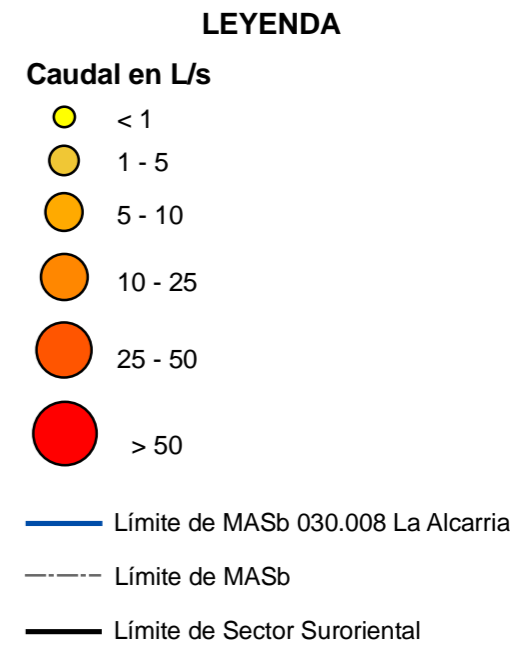 LEYENDA
Caudal en L/s
< 1
1 - 5
5 - 10
10 - 25
25 - 50
> 50
Límite de MASb 030.008 La Alcarria
Límite de MASb
Límite de Sector Suroriental